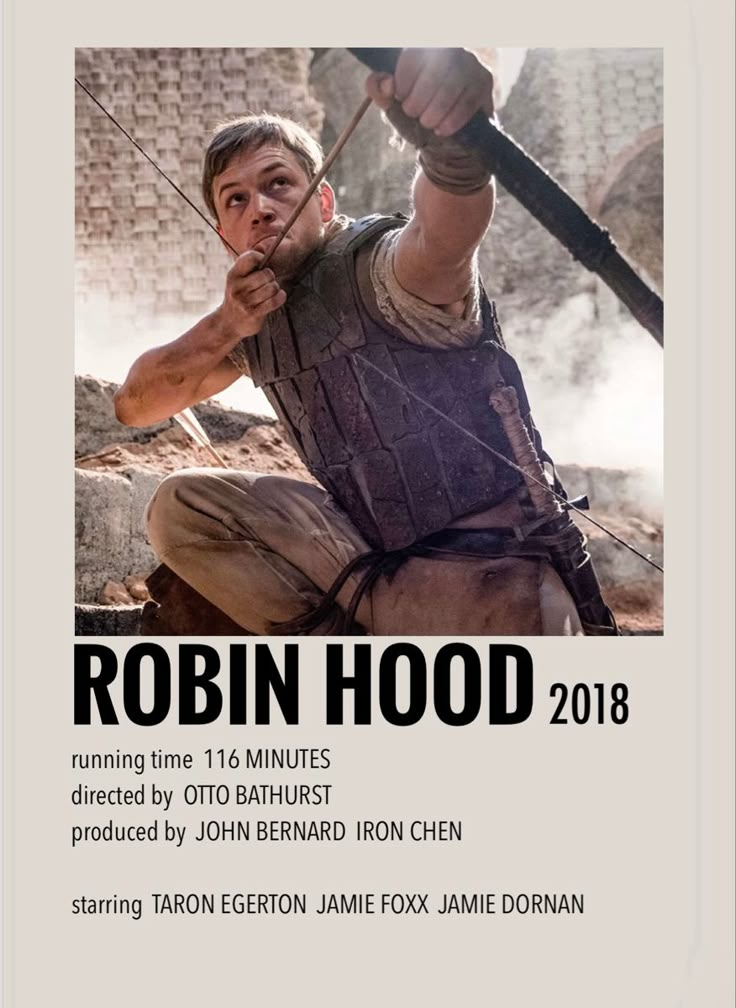 ROBIN HOOD 2018
running time 116 MINUTES
directed by OTTO BATHURST
produced by JOHN BERNARD IRON CHEN
starring TARON EGERTON JAMIE FOXX JAMIE DORNAN